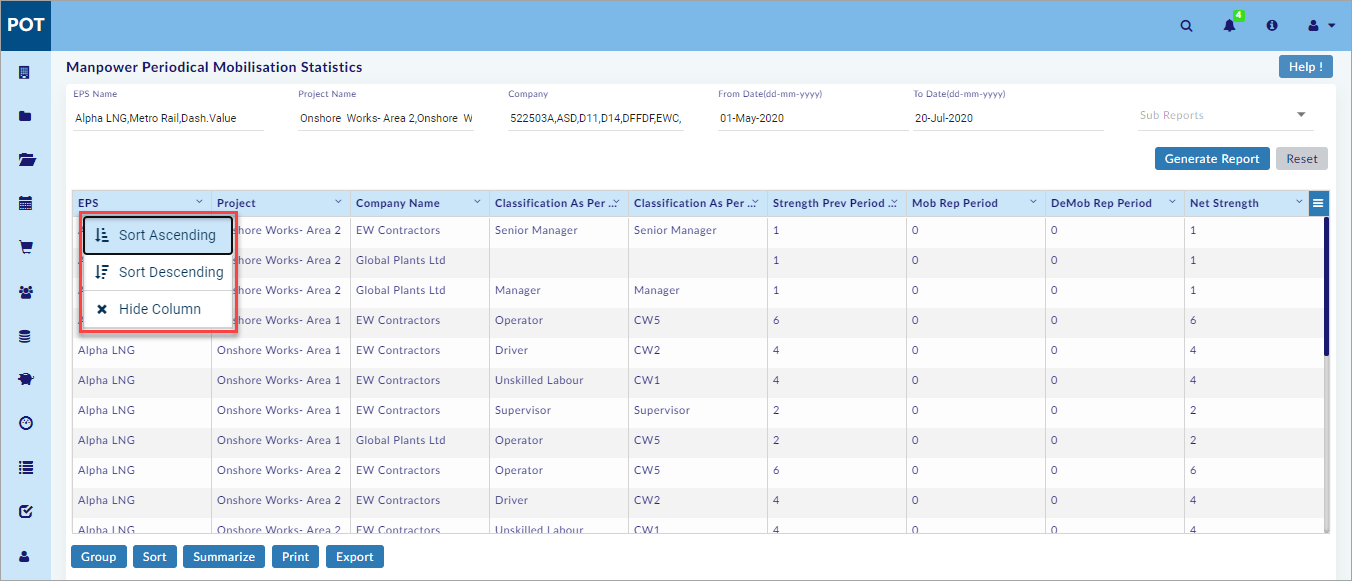 POT
4
Manpower Periodical Mobilisation Statistics
Help !
EPS Name Project Name Company From Date(dd-mm-yyyy) To Date(dd-mm-yyyy)
Alpha LNG,Metro Rail,Dash.Value Onshore Works- Area 2,Onshore W 522503A,ASD,D11,D14,DFFDF,EWC, 01-May-2020 20-Jul-2020 Sub Reports
Generate Report Reset
EPS Project Company Name Classification As Per ... Classification As Per ... Strength Prev Period ... Mob Rep Period DeMob Rep Period Net Strength
Sort Ascending
Sort Descending
Hide Column
Onshore Works- Area 2 EW Contractors Senior Manager Senior Manager 1 0 0 1
Onshore Works- Area 2 Global Plants Ltd 1 0 0 1
Onshore Works- Area 2 Global Plants Ltd Manager Manager 1 0 0 1
Onshore Works- Area 1 EW Contractors Operator CW5 6 0 0 6
Alpha LNG Onshore Works- Area 1 EW Contractors Driver CW2 4 0 0 4
Alpha LNG Onshore Works- Area 1 EW Contractors Unskilled Labour CW1 4 0 0 4
Alpha LNG Onshore Works- Area 1 EW Contractors Supervisor Supervisor 2 0 0 2
Alpha LNG Onshore Works- Area 1 Global Plants Ltd Operator CW5 2 0 0 2
Alpha LNG Onshore Works- Area 2 EW Contractors Operator CW5 6 0 0 6
Alpha LNG Onshore Works- Area 2 EW Contractors Driver CW2 4 0 0 4
Alpha LNG Onshore Works- Area 2 EW Contractors Unskilled Labour CW1 4 0 0 4
Group Sort Summarize Print Export